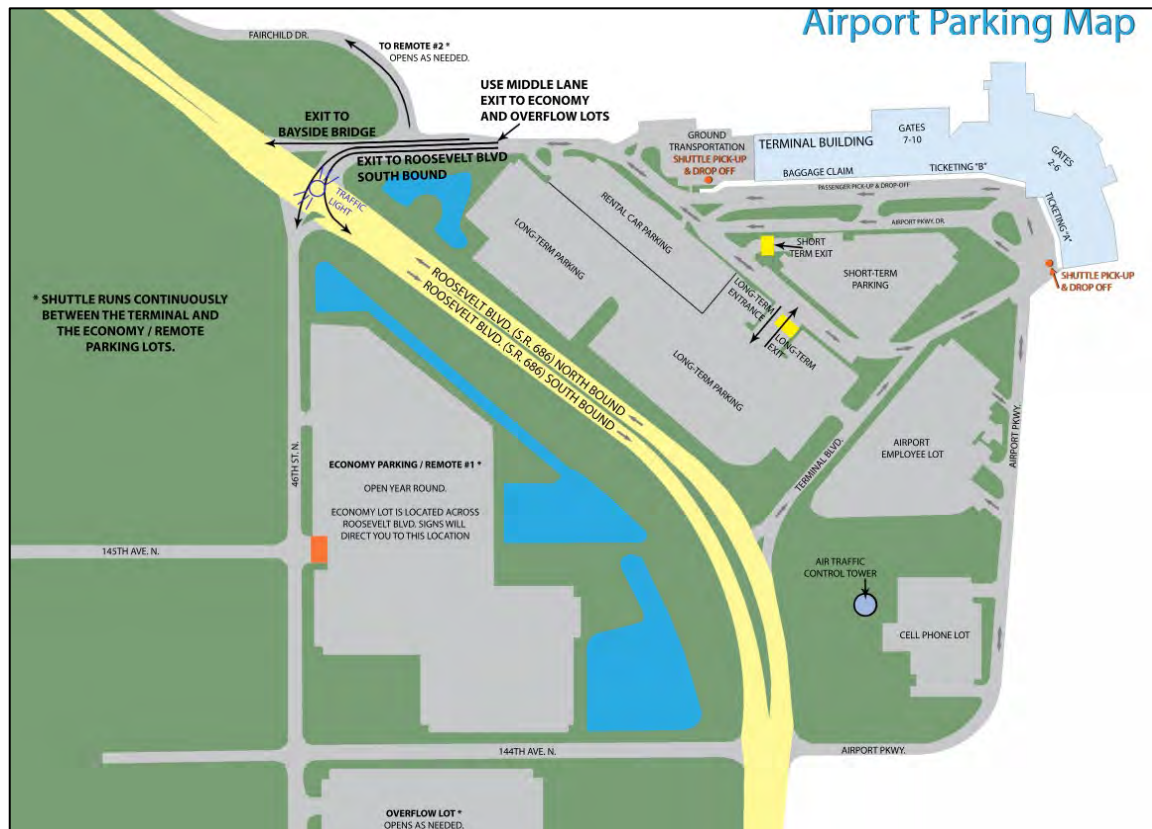 Airport Parking Map
FAIRCHILD DR.
TO REMOTE #2 *
OPENS AS NEEDED.
USE MIDDLE LANE
EXIT TO ECONOMY
AND OVERFLOW LOTS
EXIT TO
BAYSIDE BRIDGE
EXIT TO ROOSEVELT BLVD
SOUTH BOUND
TRAFFIC
LIGHT
GROUND
TRANSPORTATION
SHUTTLE PICK-UP
& DROP OFF
TERMINAL BUILDING
GATES
7-10
GATES
2-6
BAGGAGE CLAIM
TICKETING "B"
TICKETING "A"
PASSENGER PICK-UP & DROP-OFF
AIRPORT PKWY. DR.
SHORT
TERM EXIT
SHORT-TERM
PARKING
SHUTTLE PICK-UP
& DROP OFF
RENTAL CAR PARKING
LONG-TERM PARKING
LONG-TERM
ENTRANCE
LONG-TERM
EXIT
LONG-TERM PARKING
* SHUTTLE RUNS CONTINUOUSLY
BETWEEN THE TERMINAL AND
THE ECONOMY / REMOTE
PARKING LOTS.
ROOSEVELT BLVD. (S.R. 686) NORTH BOUND
ROOSEVELT BLVD. (S.R. 686) SOUTH BOUND
46TH ST. N.
ECONOMY PARKING / REMOTE #1 *
OPEN YEAR ROUND.
ECONOMY LOT IS LOCATED ACROSS
ROOSEVELT BLVD. SIGNS WILL
DIRECT YOU TO THIS LOCATION
TERMINAL BLVD.
AIRPORT
EMPLOYEE LOT
AIRPORT PKWY.
145TH AVE. N.
AIR TRAFFIC
CONTROL TOWER
CELL PHONE LOT
144TH AVE. N.
AIRPORT PKWY.
OVERFLOW LOT *
OPENS AS NEEDED.